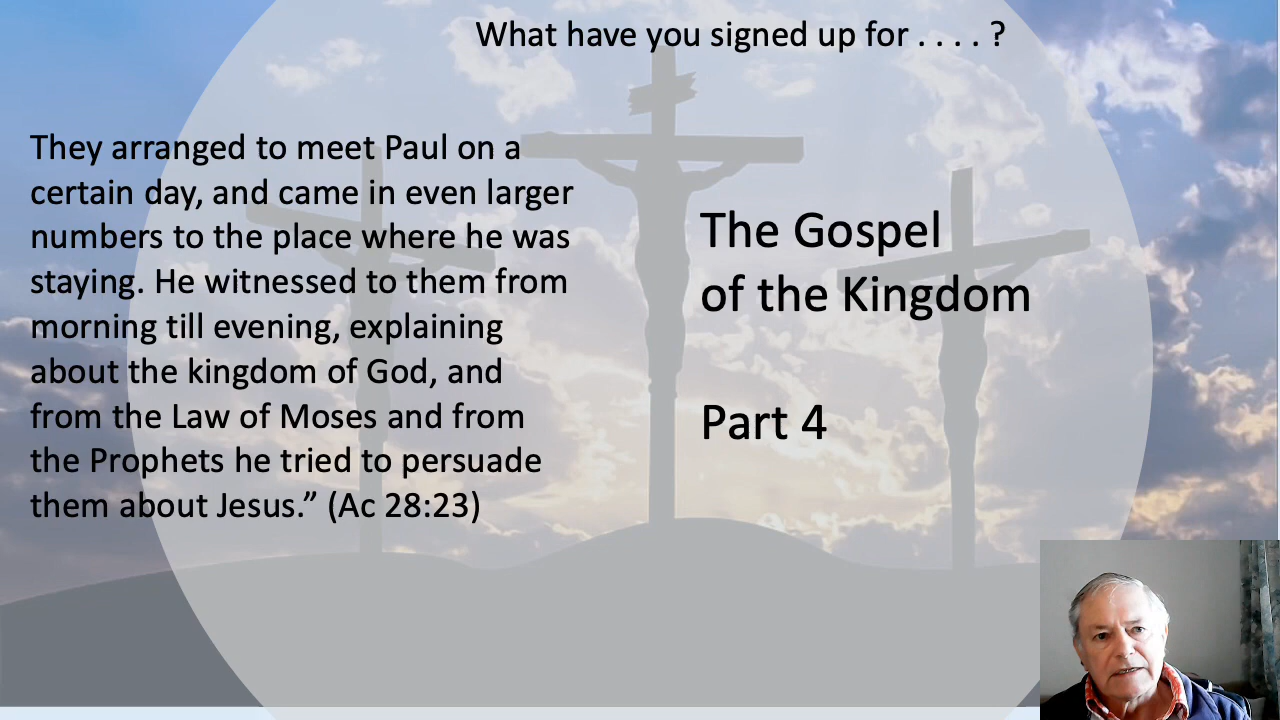 What have you signed up for . . . . ?
They arranged to meet Paul on a
certain day, and came in even larger
numbers to the place where he was
staying. He witnessed to them from
morning till evening, explaining
about the kingdom of God, and
from the Law of Moses and from
the Prophets he tried to persuade
them about Jesus.” (Ac 28:23)
The Gospel
of the Kingdom
Part 4